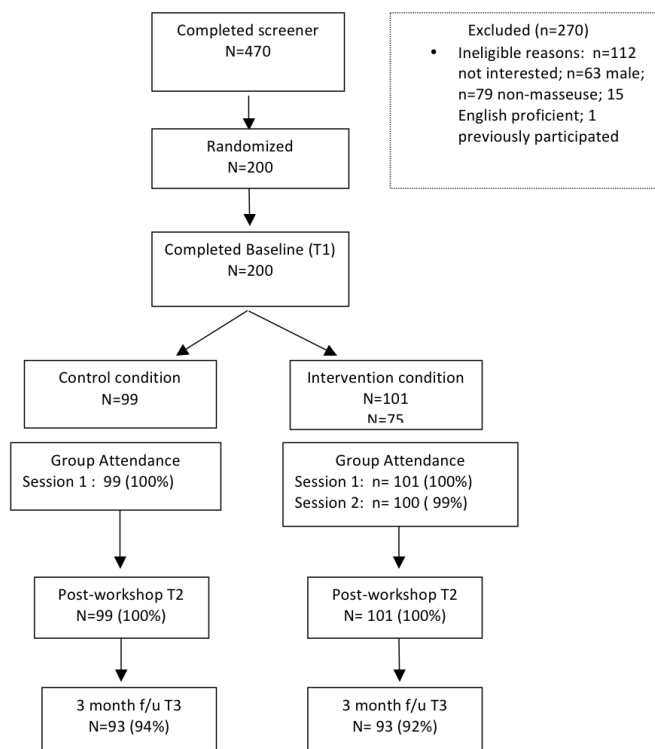 Completed screener
N=470
Excluded (n=270)
• Ineligible reasons: n=112
not interested; n=63 male;
n=79 non-masseuse; 15
English proficient; 1
previously participated
Randomized
N=200
Completed Baseline (T1)
N=200
Control condition
N=99
Intervention condition
N=101
N=75
Group Attendance
Session 1 : 99 (100%)
Group Attendance
Session 1: n= 101 (100%)
Session 2: n= 100 ( 99%)
Post-workshop T2
N=99 (100%)
Post-workshop T2
N= 101 (100%)
3 month f/u T3
N=93 (94%)
3 month f/u T3
N= 93 (92%)